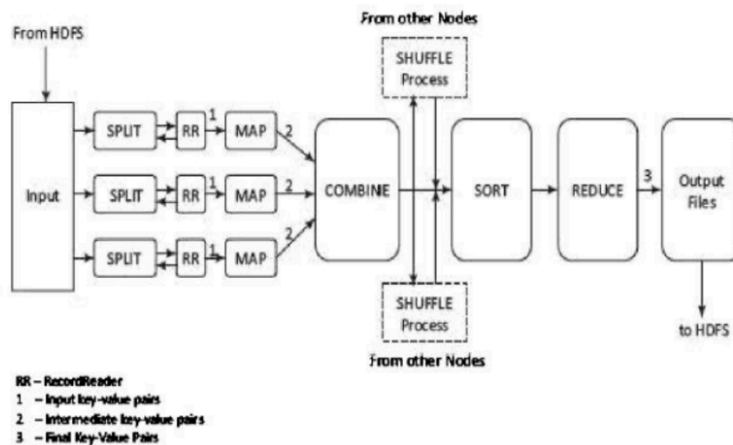 From other Nodes
From HDFS
SHUFFLE
Process
SPLIT
RR
1
MAP
2
Input
SPLIT
RR
1
MAP
2
COMBINE
SORT
REDUCE
3
Output
Files
SPLIT
RR
1
MAP
2
SHUFFLE
Process
to HDFS
From other Nodes
RR – RecordReader
1 – Input key-value pairs
2 – Intermediate key-value pairs
3 – Final Key-Value Pairs